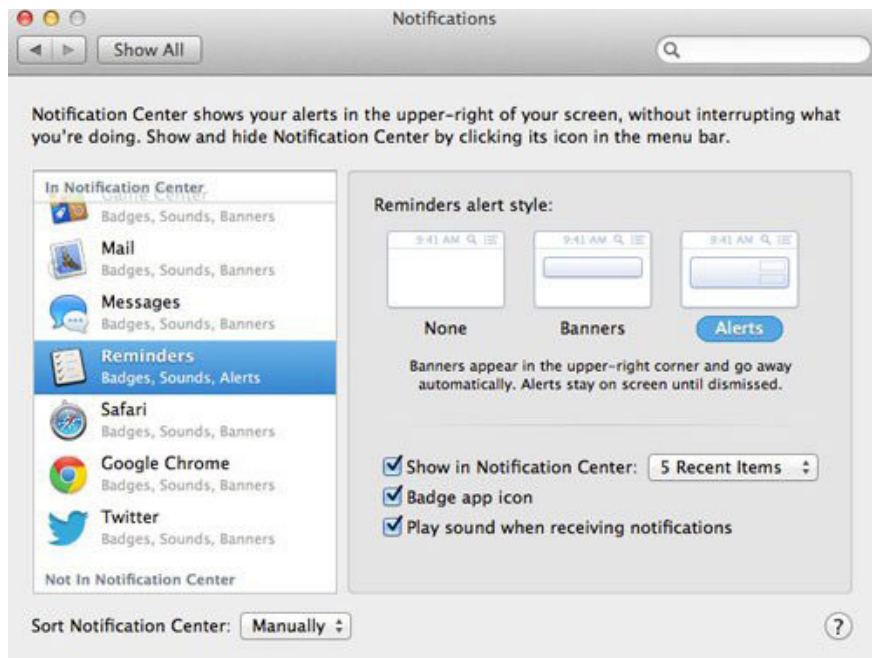 Notifications
Show All
Notification Center shows your alerts in the upper-right of your screen, without interrupting what
you're doing. Show and hide Notification Center by clicking its icon in the menu bar.
In Notification Center
Game Center
Badges, Sounds, Banners
Mail
Badges, Sounds, Banners
Messages
Badges, Sounds, Banners
Reminders
Badges, Sounds, Alerts
Safari
Badges, Sounds, Banners
Google Chrome
Badges, Sounds, Banners
Twitter
Badges, Sounds, Banners
Not In Notification Center
Reminders alert style:
9:41 AM
9:41 AM
9:41 AM
None
Banners
Alerts
Banners appear in the upper-right corner and go away
automatically. Alerts stay on screen until dismissed.
Show in Notification Center: 5 Recent Items
Badge app icon
Play sound when receiving notifications
Sort Notification Center: Manually
?